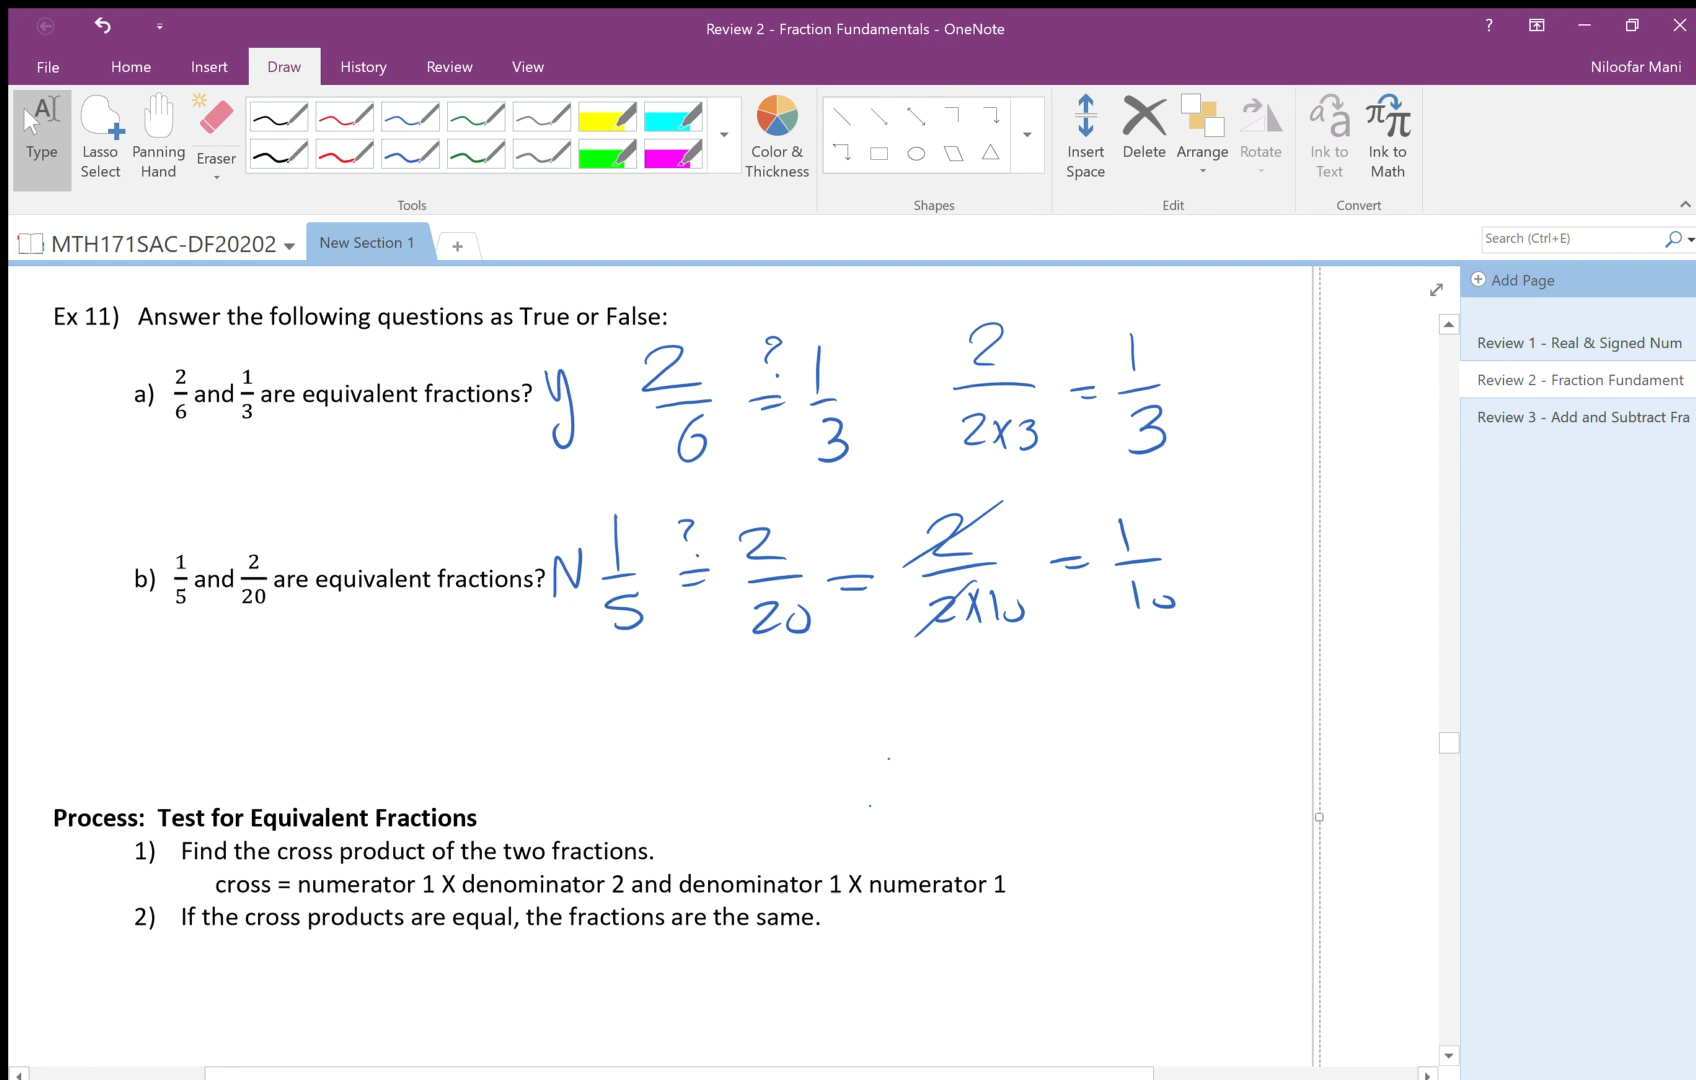 Review 2 - Fraction Fundamentals - OneNote
?
File Home Insert Draw History Review View Niloofar Mani
Type Lasso Select Panning Hand Eraser Color & Thickness Insert Space Delete Arrange Rotate Ink to Text Ink to Math
Tools Shapes Edit Convert
MTH171SAC-DF20202 New Section 1 + Search (Ctrl+E)
Add Page
Review 1 - Real & Signed Num
Review 2 - Fraction Fundament
Review 3 - Add and Subtract Fra
Ex 11) Answer the following questions as True or False:
a) 2/6 and 1/3 are equivalent fractions? y 2/6 ?= 1/3 2/2x3 = 1/3
b) 1/5 and 2/20 are equivalent fractions? N 1/5 ?= 2/20 = 2/2x10 = 1/10
Process: Test for Equivalent Fractions
1) Find the cross product of the two fractions.
cross = numerator 1 X denominator 2 and denominator 1 X numerator 1
2) If the cross products are equal, the fractions are the same.